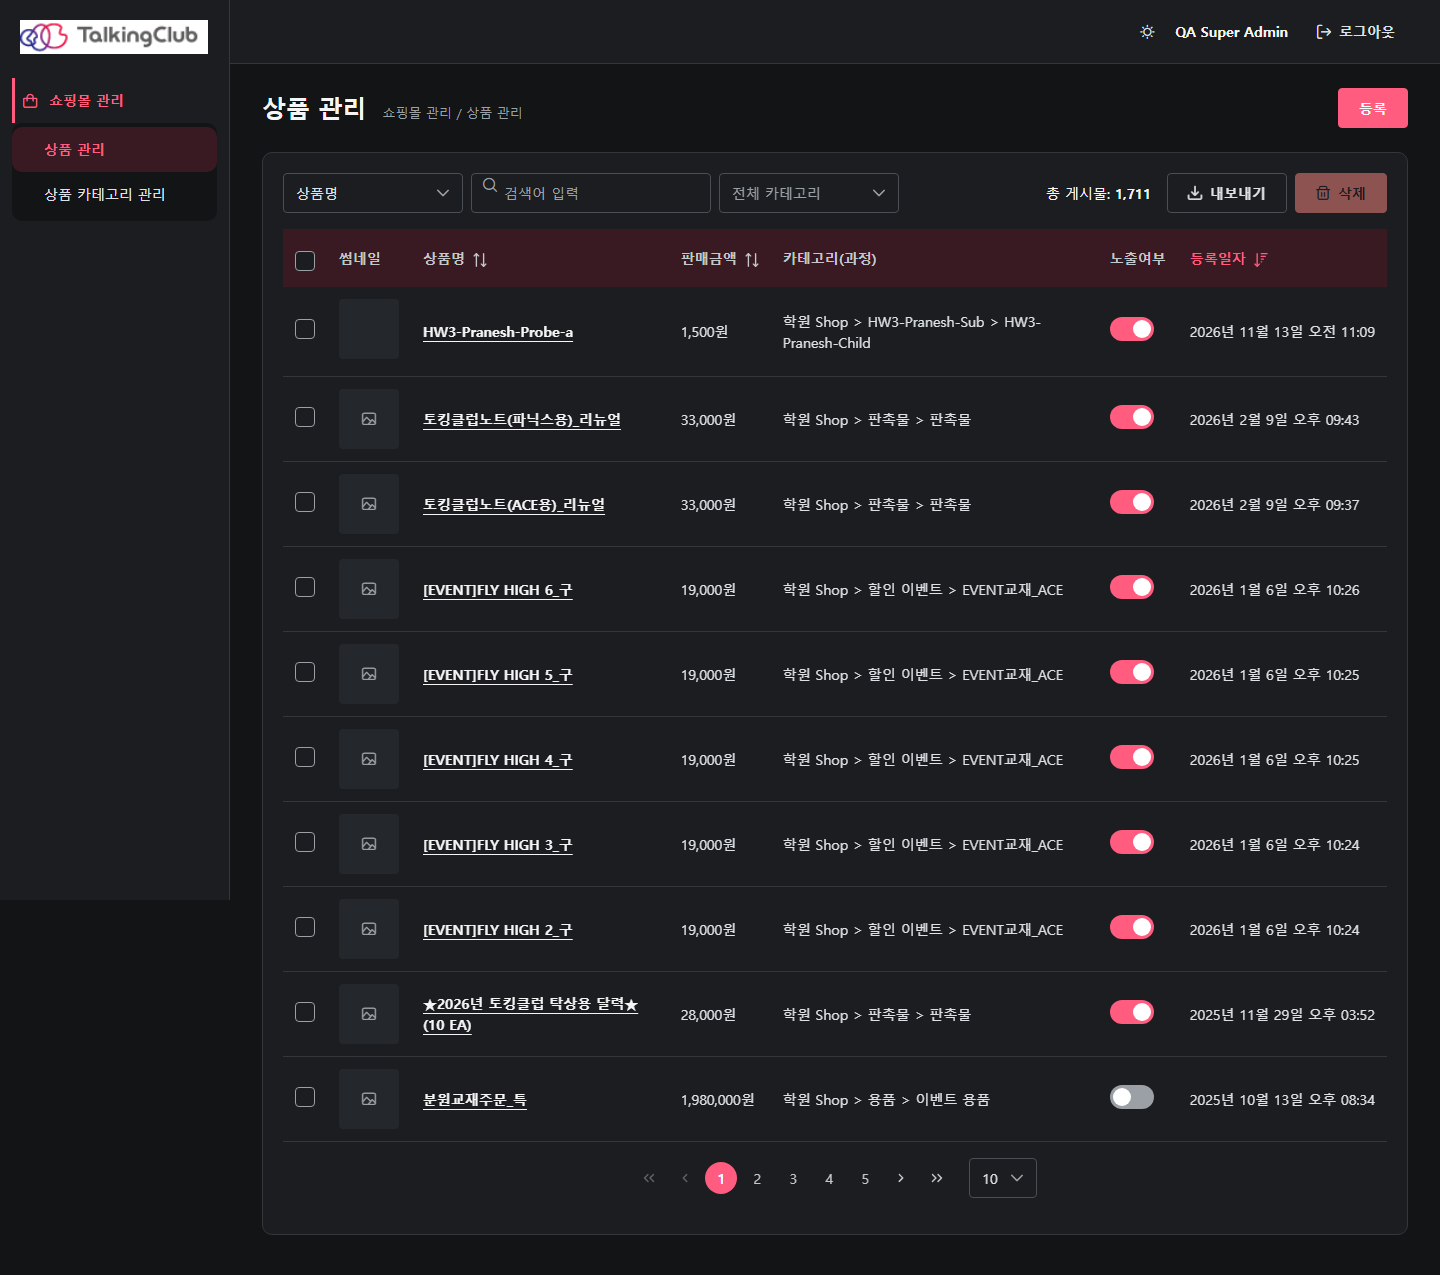 TalkingClub
QA Super Admin
로그아웃
쇼핑몰 관리
상품 관리
상품 카테고리 관리
상품 관리
쇼핑몰 관리 / 상품 관리
등록
상품명
검색어 입력
전체 카테고리
총 게시물: 1,711
내보내기
삭제
썸네일 상품명 판매금액 카테고리(과정) 노출여부 등록일자
HW3-Pranesh-Probe-a 1,500원 학원 Shop > HW3-Pranesh-Sub > HW3-
Pranesh-Child 2026년 11월 13일 오전 11:09
토킹클럽노트(파닉스용)_리뉴얼 33,000원 학원 Shop > 판촉물 > 판촉물 2026년 2월 9일 오후 09:43
토킹클럽노트(ACE용)_리뉴얼 33,000원 학원 Shop > 판촉물 > 판촉물 2026년 2월 9일 오후 09:37
[EVENT]FLY HIGH 6_구 19,000원 학원 Shop > 할인 이벤트 > EVENT교재_ACE 2026년 1월 6일 오후 10:26
[EVENT]FLY HIGH 5_구 19,000원 학원 Shop > 할인 이벤트 > EVENT교재_ACE 2026년 1월 6일 오후 10:25
[EVENT]FLY HIGH 4_구 19,000원 학원 Shop > 할인 이벤트 > EVENT교재_ACE 2026년 1월 6일 오후 10:25
[EVENT]FLY HIGH 3_구 19,000원 학원 Shop > 할인 이벤트 > EVENT교재_ACE 2026년 1월 6일 오후 10:24
[EVENT]FLY HIGH 2_구 19,000원 학원 Shop > 할인 이벤트 > EVENT교재_ACE 2026년 1월 6일 오후 10:24
★2026년 토킹클럽 탁상용 달력★
(10 EA) 28,000원 학원 Shop > 판촉물 > 판촉물 2025년 11월 29일 오후 03:52
분원교재주문_특 1,980,000원 학원 Shop > 용품 > 이벤트 용품 2025년 10월 13일 오후 08:34
1 2 3 4 5 10